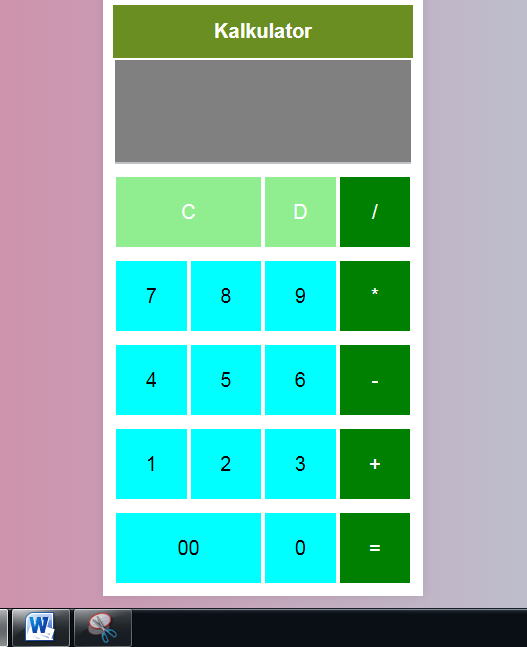 Kalkulator
C D /
7 8 9 *
4 5 6 -
1 2 3 +
00 0 =
W